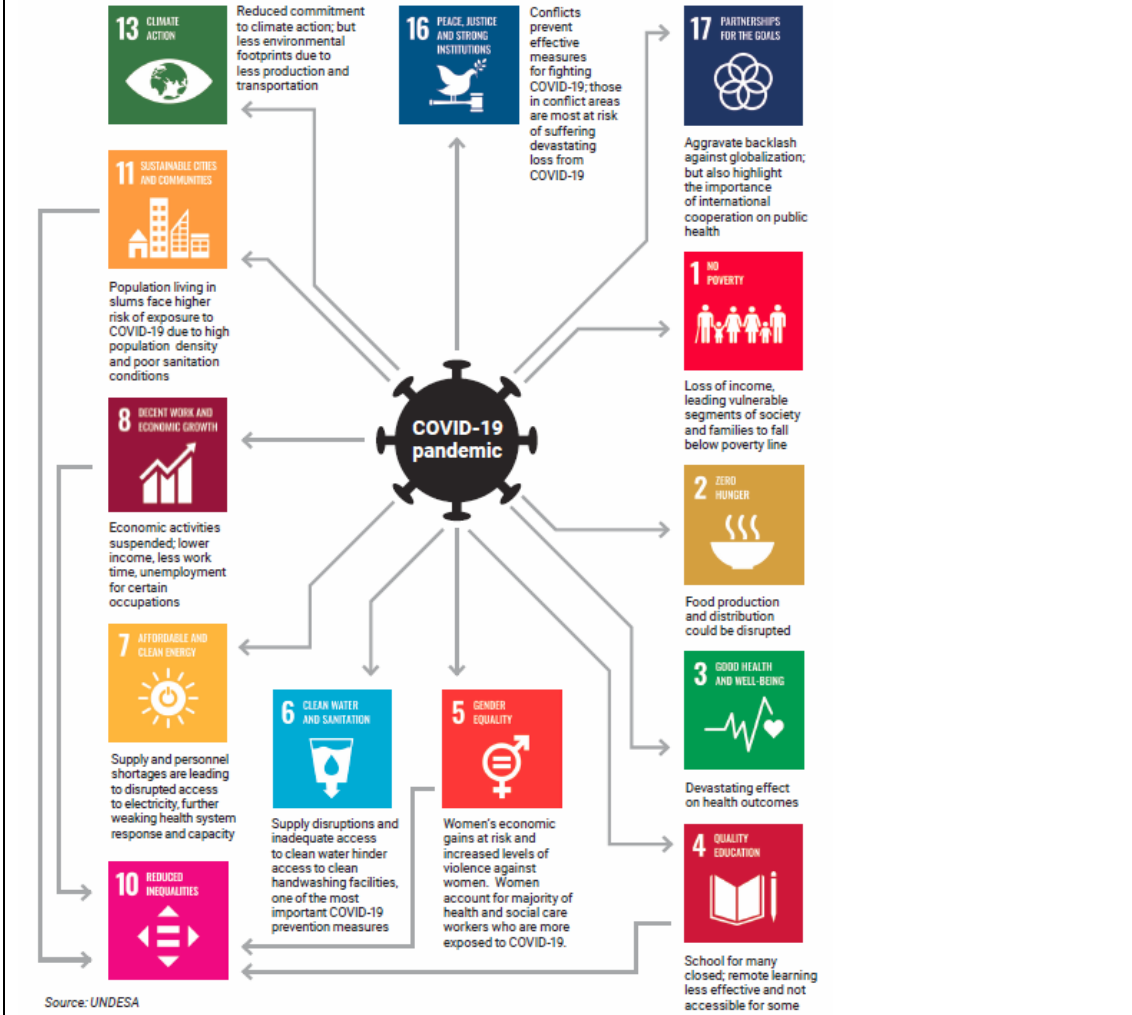 13 CLIMATE
ACTION
Reduced commitment
to climate action; but
less environmental
footprints due to
less production and
transportation
16 PEACE, JUSTICE
AND STRONG
INSTITUTIONS
Conflicts
prevent
effective
measures
for fighting
COVID-19; those
in conflict areas
are most at risk
of suffering
devastating
loss from
COVID-19
17 PARTNERSHIPS
FOR THE GOALS
Aggravate backlash
against globalization;
but also highlight
the importance
of international
cooperation on public
health
11 SUSTAINABLE CITIES
AND COMMUNITIES
Population living in
slums face higher
risk of exposure to
COVID-19 due to high
population density
and poor sanitation
conditions
1 NO
POVERTY
Loss of income,
leading vulnerable
segments of society
and families to fall
below poverty line
COVID-19
pandemic
8 DECENT WORK AND
ECONOMIC GROWTH
Economic activities
suspended; lower
income, less work
time, unemployment
for certain
occupations
2 ZERO
HUNGER
Food production
and distribution
could be disrupted
7 AFFORDABLE AND
CLEAN ENERGY
Supply and personnel
shortages are leading
to disrupted access
to electricity, further
weaking health system
response and capacity
6 CLEAN WATER
AND SANITATION
Supply disruptions and
inadequate access
to clean water hinder
access to clean
handwashing facilities,
one of the most
important COVID-19
prevention measures
5 GENDER
EQUALITY
Women's economic
gains at risk and
increased levels of
violence against
women. Women
account for majority of
health and social care
workers who are more
exposed to COVID-19.
3 GOOD HEALTH
AND WELL-BEING
Devastating effect
on health outcomes
4 QUALITY
EDUCATION
School for many
closed; remote learning
less effective and not
accessible for some
10 REDUCED
INEQUALITIES
Source: UNDESA